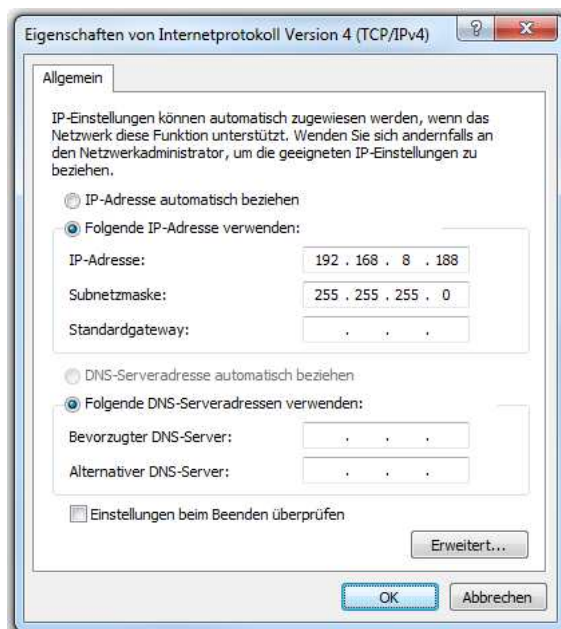 Eigenschaften von Internetprotokoll Version 4 (TCP/IPv4)
Allgemein
IP-Einstellungen können automatisch zugewiesen werden, wenn das
Netzwerk diese Funktion unterstützt. Wenden Sie sich andernfalls an
den Netzwerkadministrator, um die geeigneten IP-Einstellungen zu
beziehen.
IP-Adresse automatisch beziehen
Folgende IP-Adresse verwenden:
IP-Adresse: 192 . 168 . 8 . 188
Subnetzmaske: 255 . 255 . 255 . 0
Standardgateway: . . .
DNS-Serveradresse automatisch beziehen
Folgende DNS-Serveradressen verwenden:
Bevorzugter DNS-Server: . . .
Alternativer DNS-Server: . . .
Einstellungen beim Beenden überprüfen
Erweitert...
OK Abbrechen